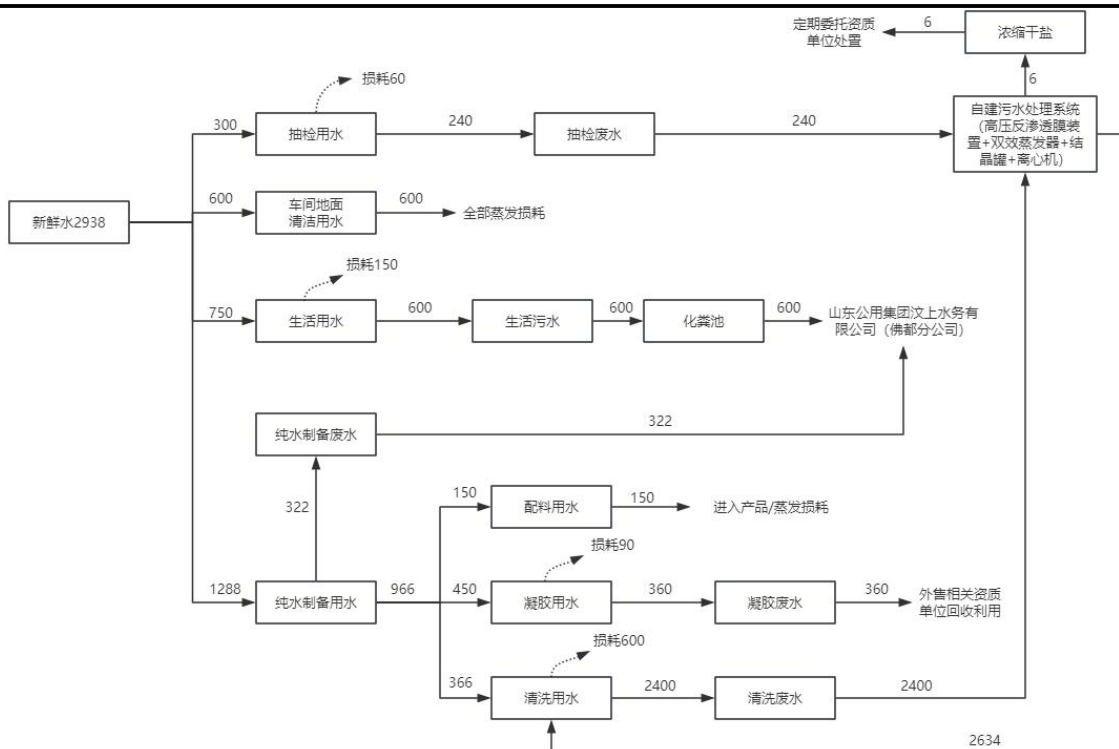 定期委托资质
单位处置
6
浓缩干盐
6
损耗60
300
抽检用水
240
抽检废水
240
自建污水处理系统
（高压反渗透膜装
置+双效蒸发器+结
晶罐+离心机）
新鲜水2938
600
车间地面
清洁用水
600
全部蒸发损耗
损耗150
750
生活用水
600
生活污水
600
化粪池
600
山东公用集团汶上水务有
限公司（佛都分公司）
纯水制备废水
322
322
150
配料用水
150
进入产品/蒸发损耗
损耗90
1288
纯水制备用水
966
450
凝胶用水
360
凝胶废水
360
外售相关资质
单位回收利用
损耗600
366
清洗用水
2400
清洗废水
2400
2634